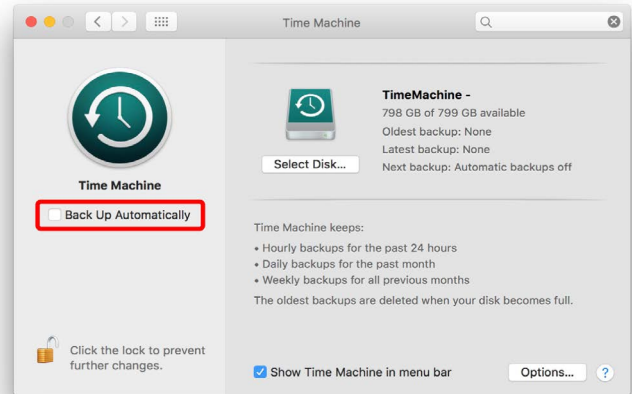 Time Machine
TimeMachine -
798 GB of 799 GB available
Oldest backup: None
Latest backup: None
Next backup: Automatic backups off
Select Disk...
Time Machine
Back Up Automatically
Time Machine keeps:
• Hourly backups for the past 24 hours
• Daily backups for the past month
• Weekly backups for all previous months
The oldest backups are deleted when your disk becomes full.
Click the lock to prevent
further changes.
Show Time Machine in menu bar
Options...
?